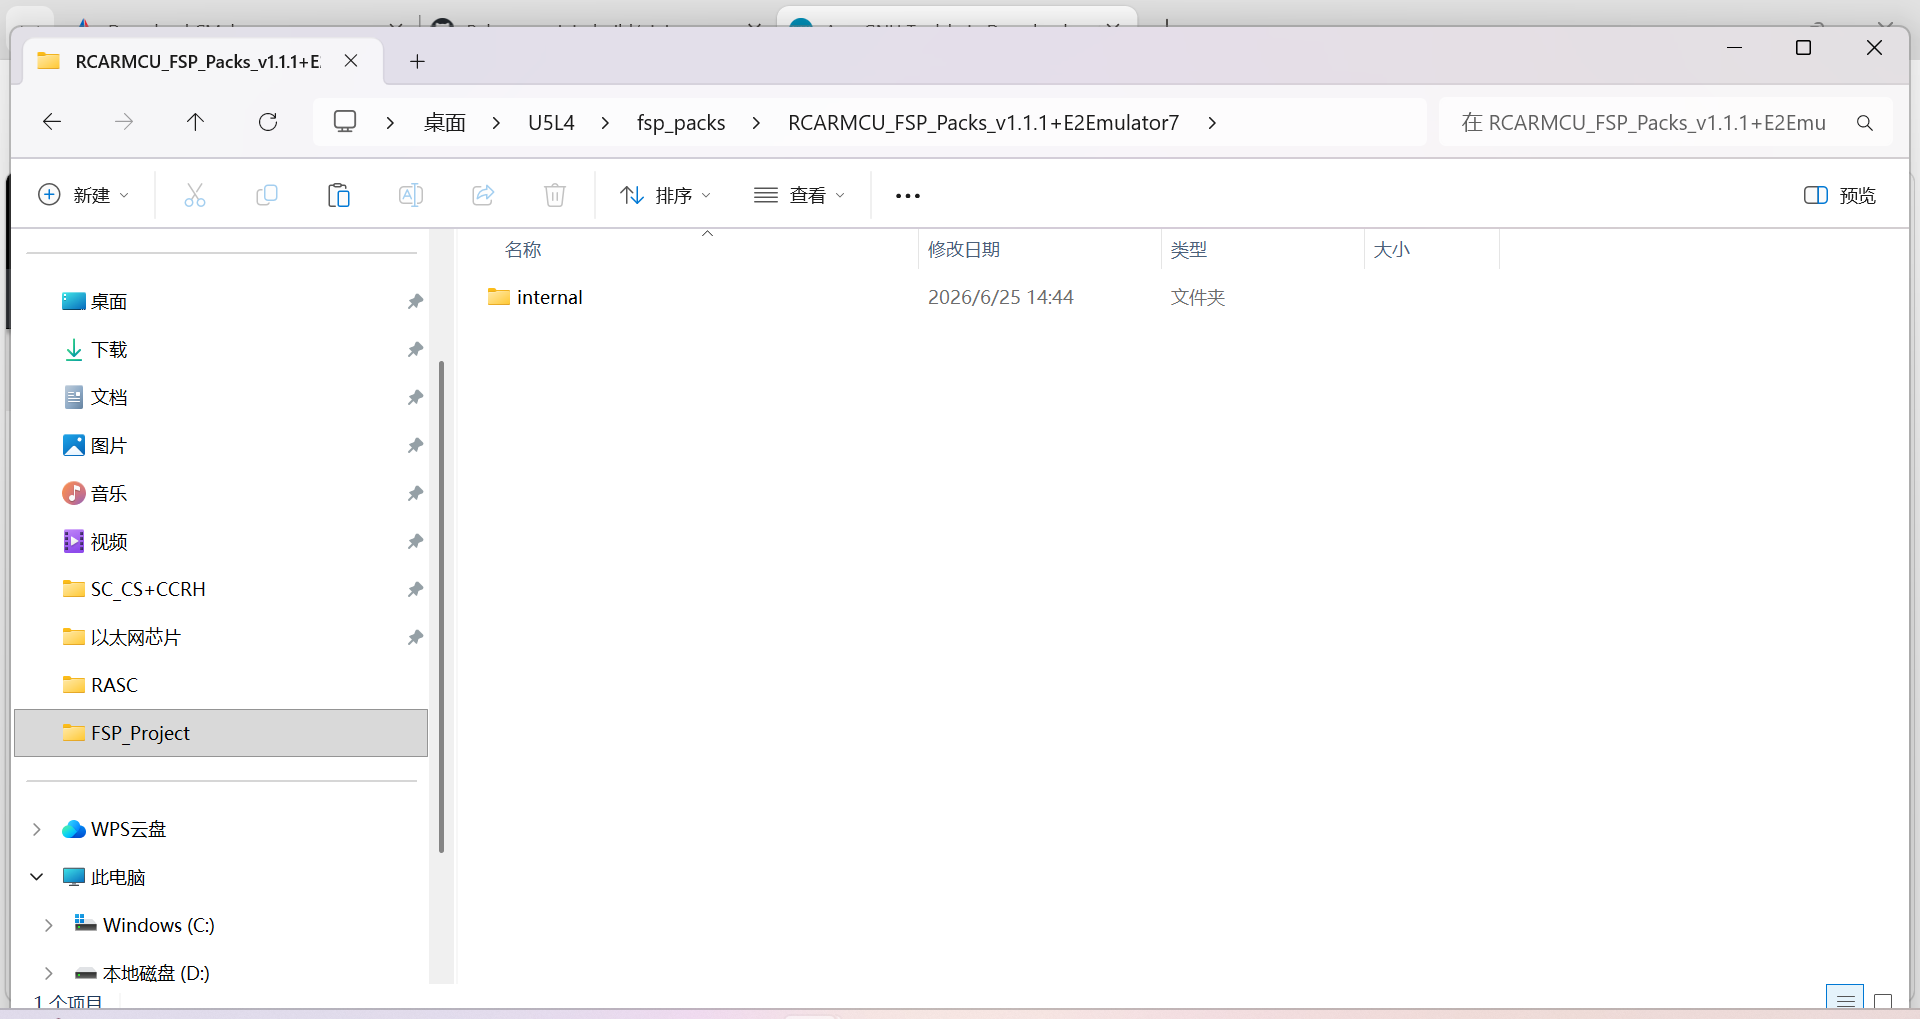 RCARMCU_FSP_Packs_v1.1.1+E
桌面
U5L4
fsp_packs
RCARMCU_FSP_Packs_v1.1.1+E2Emulator7
在 RCARMCU_FSP_Packs_v1.1.1+E2Emu
新建
排序
查看
预览
名称
修改日期
类型
大小
internal
2026/6/25 14:44
文件夹
桌面
下载
文档
图片
音乐
视频
SC_CS+CCRH
以太网芯片
RASC
FSP_Project
WPS云盘
此电脑
Windows (C:)
本地磁盘 (D:)
1 个项目